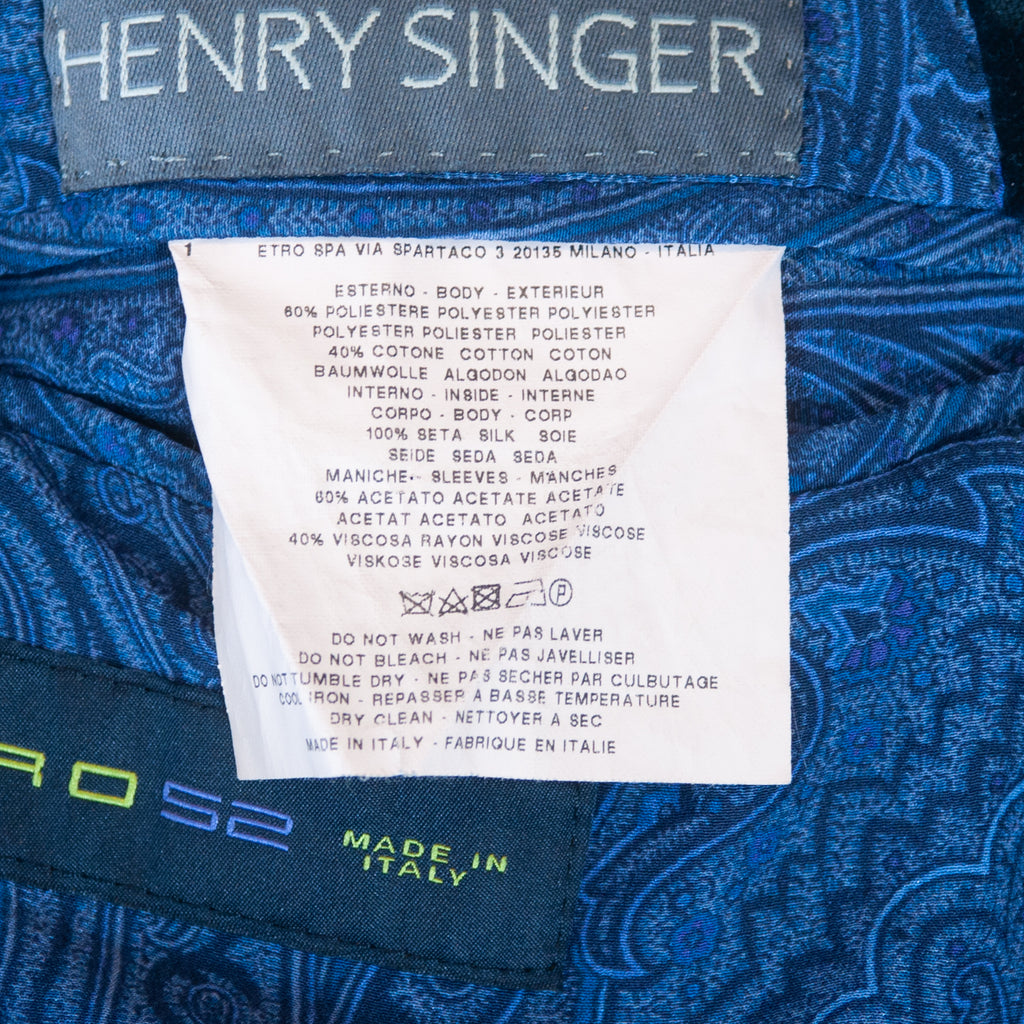 HENRY SINGER
1 ETRO SPA VIA SPARTACO 3 20135 MILANO - ITALIA
ESTERNO - BODY - EXTERIEUR
60% POLIESTERE POLYESTER POLYIESTER
POLYESTER POLIESTER POLIESTER
40% COTONE COTTON COTON
BAUMWOLLE ALGODON ALGODAO
INTERNO - INSIDE - INTERNE
CORPO - BODY - CORP
100% SETA SILK SOIE
SEIDE SEDA SEDA
MANICHE - SLEEVES - MANCHES
60% ACETATO ACETATE ACETATE
ACETAT ACETATO ACETATO
40% VISCOSA RAYON VISCOSE VISCOSE
VISKOSE VISCOSA VISCOSE
P
DO NOT WASH - NE PAS LAVER
DO NOT BLEACH - NE PAS JAVELLISER
DO NOT TUMBLE DRY - NE PAS SECHER PAR CULBUTAGE
COOL IRON - REPASSER A BASSE TEMPERATURE
DRY CLEAN - NETTOYER A SEC
MADE IN ITALY - FABRIQUE EN ITALIE
RO 52
MADE IN
ITALY